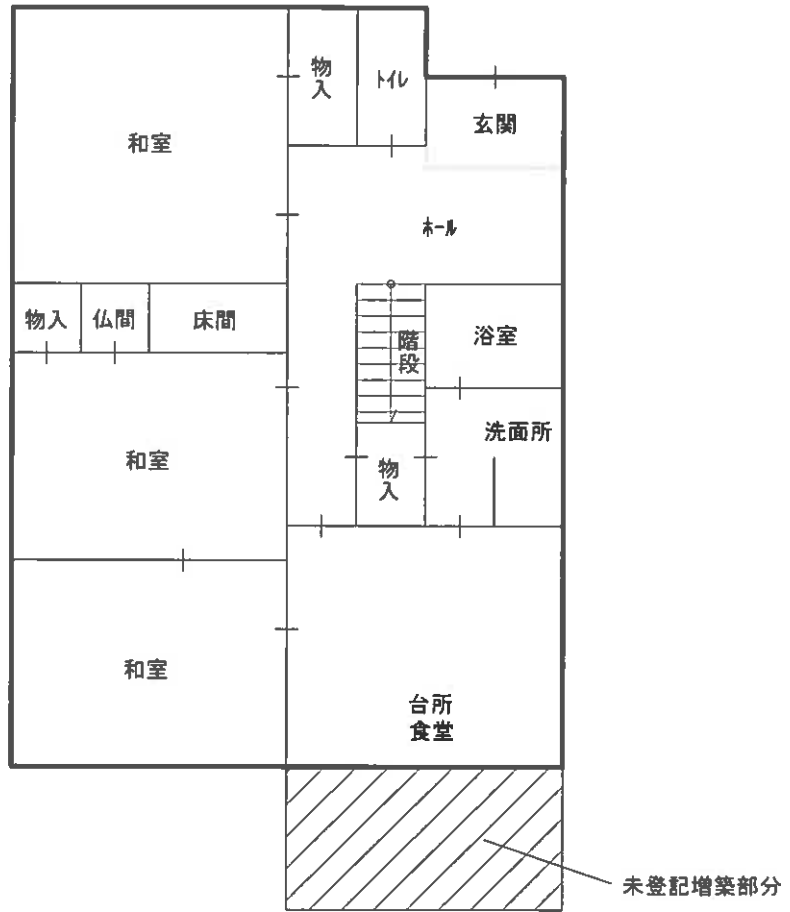 物入
トイレ
玄関
和室
ホール
物入
仏間
床間
階段
浴室
洗面所
和室
物入
和室
台所
食堂
未登記増築部分